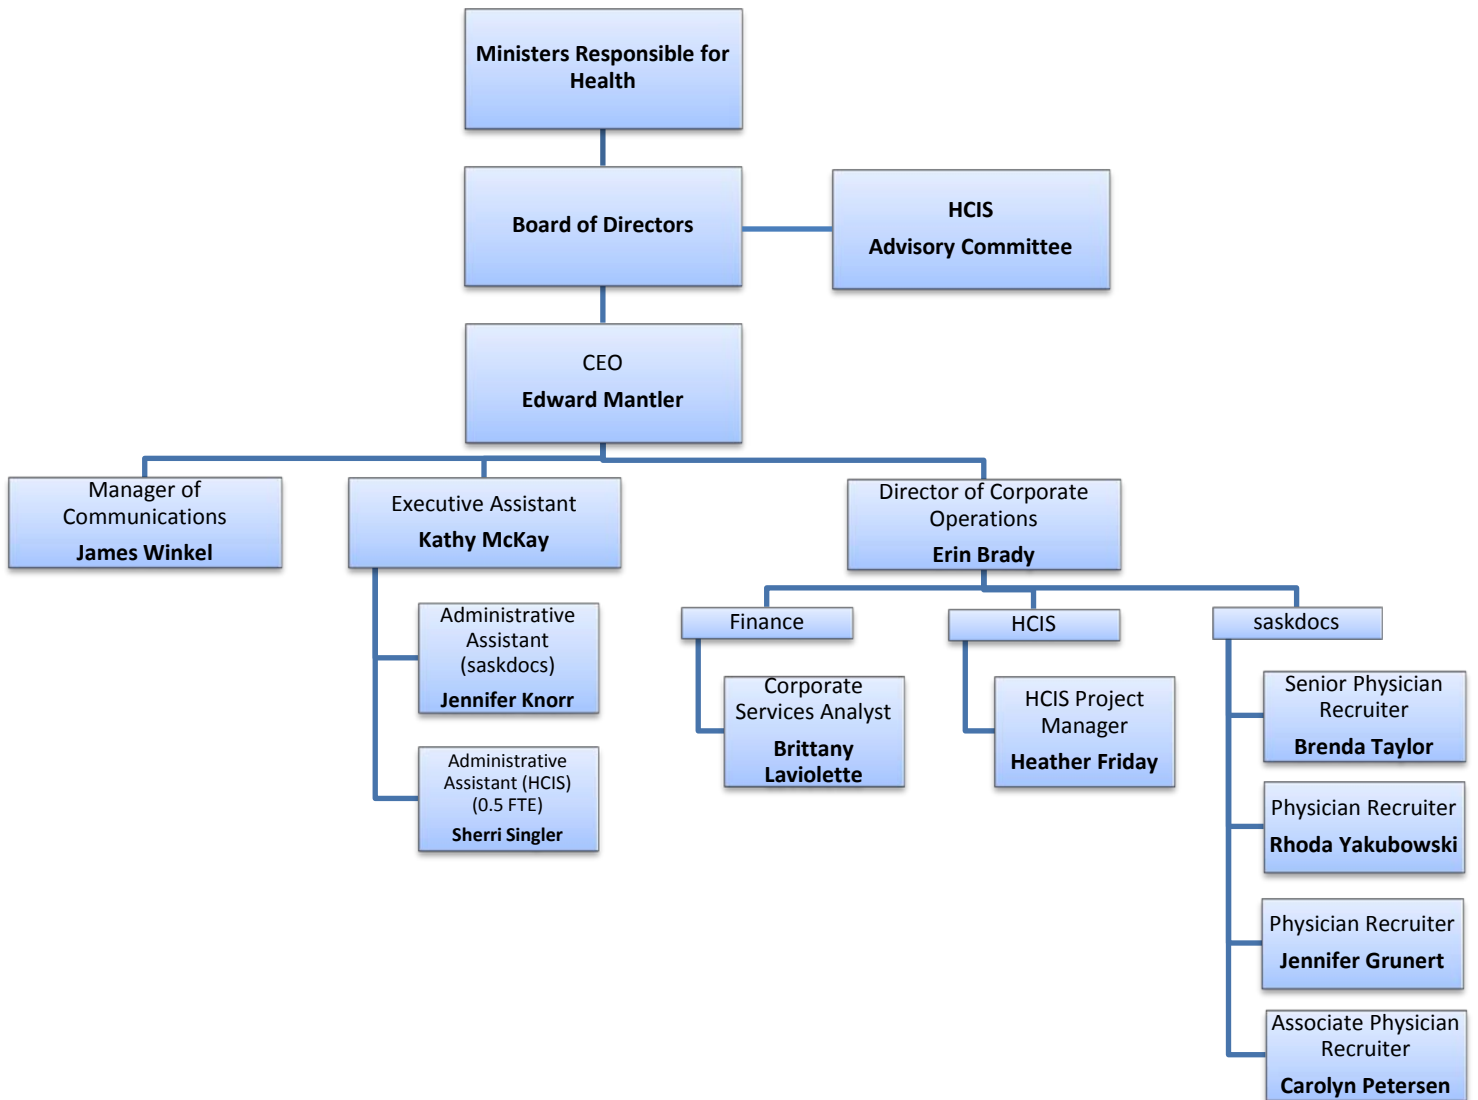 Ministers Responsible for
Health
Board of Directors
HCIS
Advisory Committee
CEO
Edward Mantler
Manager of
Communications
James Winkel
Executive Assistant
Kathy McKay
Director of Corporate
Operations
Erin Brady
Administrative
Assistant
(saskdocs)
Jennifer Knorr
Administrative
Assistant (HCIS)
(0.5 FTE)
Sherri Singler
Finance
Corporate
Services Analyst
Brittany
Laviolette
HCIS
HCIS Project
Manager
Heather Friday
saskdocs
Senior Physician
Recruiter
Brenda Taylor
Physician Recruiter
Rhoda Yakubowski
Physician Recruiter
Jennifer Grunert
Associate Physician
Recruiter
Carolyn Petersen